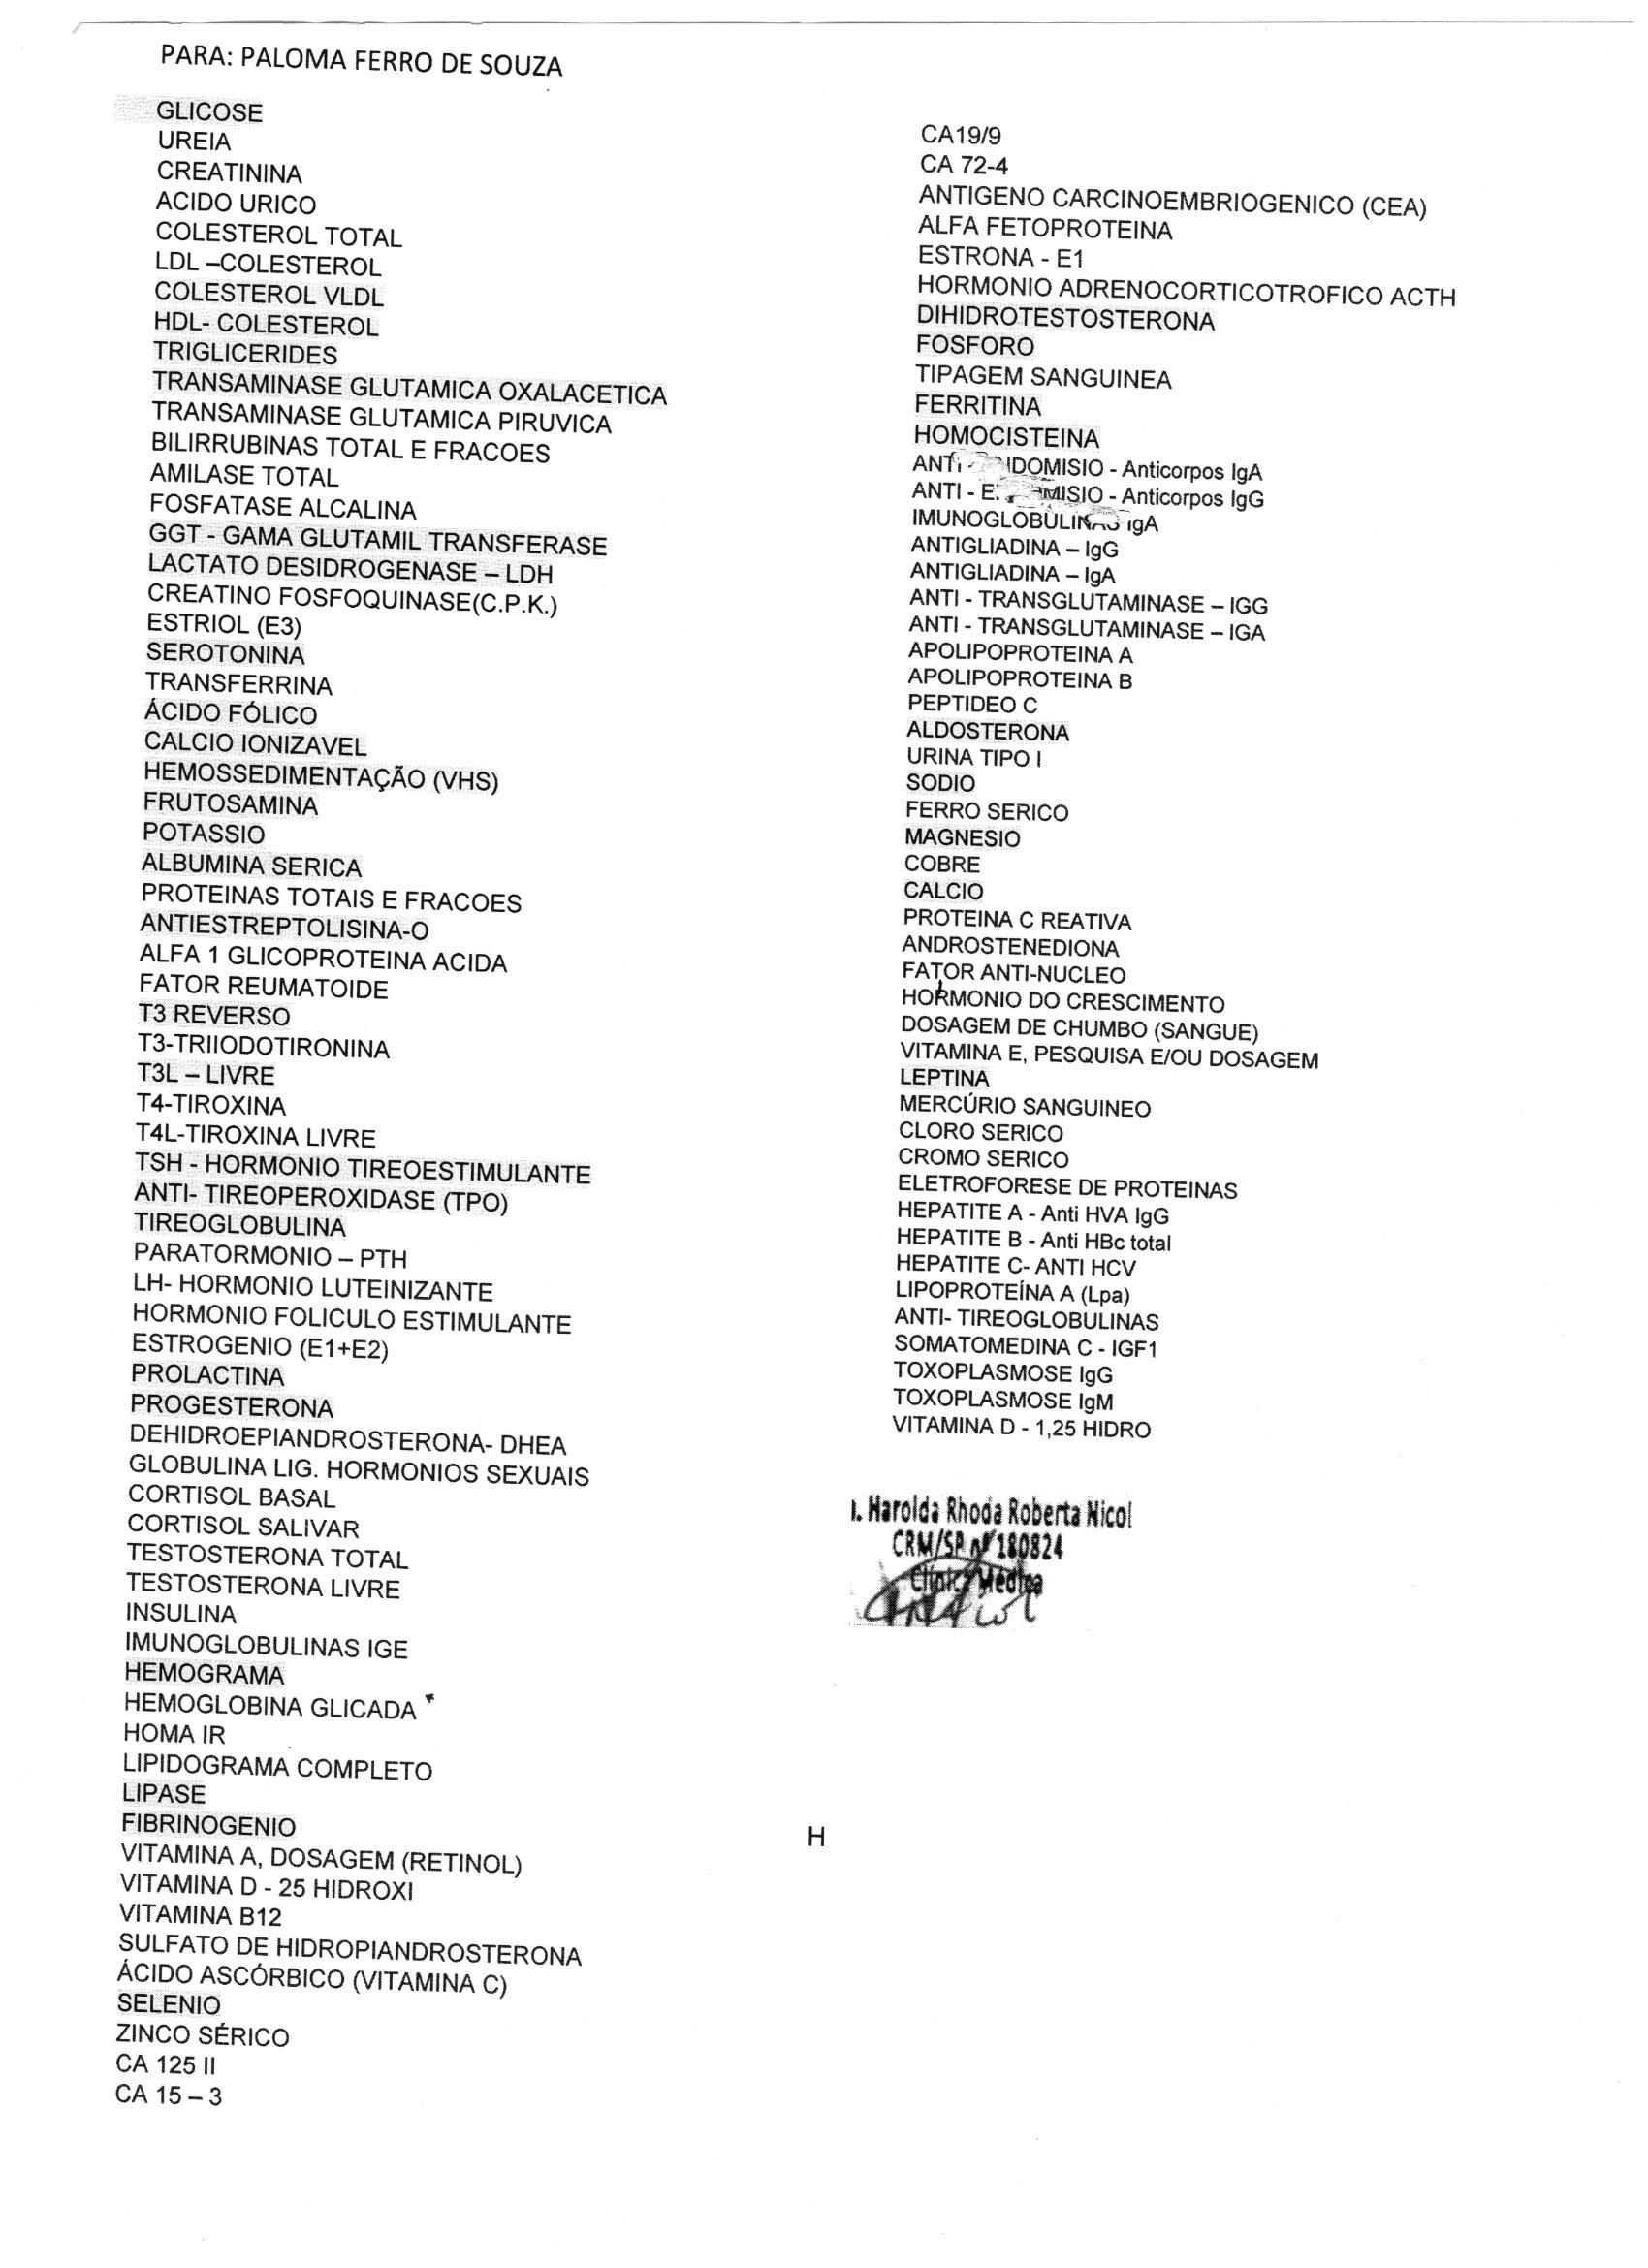 PARA: PALOMA FERRO DE SOUZA
GLICOSE
UREIA
CREATININA
ACIDO URICO
COLESTEROL TOTAL
LDL –COLESTEROL
COLESTEROL VLDL
HDL- COLESTEROL
TRIGLICERIDES
TRANSAMINASE GLUTAMICA OXALACETICA
TRANSAMINASE GLUTAMICA PIRUVICA
BILIRRUBINAS TOTAL E FRACOES
AMILASE TOTAL
FOSFATASE ALCALINA
GGT - GAMA GLUTAMIL TRANSFERASE
LACTATO DESIDROGENASE – LDH
CREATINO FOSFOQUINASE(C.P.K.)
ESTRIOL (E3)
SEROTONINA
TRANSFERRINA
ÁCIDO FÓLICO
CALCIO IONIZAVEL
HEMOSSEDIMENTAÇÃO (VHS)
FRUTOSAMINA
POTASSIO
ALBUMINA SERICA
PROTEINAS TOTAIS E FRACOES
ANTIESTREPTOLISINA-O
ALFA 1 GLICOPROTEINA ACIDA
FATOR REUMATOIDE
T3 REVERSO
T3-TRIIODOTIRONINA
T3L – LIVRE
T4-TIROXINA
T4L-TIROXINA LIVRE
TSH - HORMONIO TIREOESTIMULANTE
ANTI- TIREOPEROXIDASE (TPO)
TIREOGLOBULINA
PARATORMONIO – PTH
LH- HORMONIO LUTEINIZANTE
HORMONIO FOLICULO ESTIMULANTE
ESTROGENIO (E1+E2)
PROLACTINA
PROGESTERONA
DEHIDROEPIANDROSTERONA- DHEA
GLOBULINA LIG. HORMONIOS SEXUAIS
CORTISOL BASAL
CORTISOL SALIVAR
TESTOSTERONA TOTAL
TESTOSTERONA LIVRE
INSULINA
IMUNOGLOBULINAS IGE
HEMOGRAMA
HEMOGLOBINA GLICADA
HOMA IR
LIPIDOGRAMA COMPLETO
LIPASE
FIBRINOGENIO
VITAMINA A, DOSAGEM (RETINOL)
VITAMINA D - 25 HIDROXI
VITAMINA B12
SULFATO DE HIDROPIANDROSTERONA
ÁCIDO ASCÓRBICO (VITAMINA C)
SELENIO
ZINCO SÉRICO
CA 125 II
CA 15 – 3
CA19/9
CA 72-4
ANTIGENO CARCINOEMBRIOGENICO (CEA)
ALFA FETOPROTEINA
ESTRONA - E1
HORMONIO ADRENOCORTICOTROFICO ACTH
DIHIDROTESTOSTERONA
FOSFORO
TIPAGEM SANGUINEA
FERRITINA
HOMOCISTEINA
ANTI - - Anticorpos IgA
ANTI - - Anticorpos IgG
IMUNOGLOBULINAS IgA
ANTIGLIADINA – IgG
ANTIGLIADINA – IgA
ANTI - TRANSGLUTAMINASE – IGG
ANTI - TRANSGLUTAMINASE – IGA
APOLIPOPROTEINA A
APOLIPOPROTEINA B
PEPTIDEO C
ALDOSTERONA
URINA TIPO I
SODIO
FERRO SERICO
MAGNESIO
COBRE
CALCIO
PROTEINA C REATIVA
ANDROSTENEDIONA
FATOR ANTI-NUCLEO
HORMONIO DO CRESCIMENTO
DOSAGEM DE CHUMBO (SANGUE)
VITAMINA E, PESQUISA E/OU DOSAGEM
LEPTINA
MERCÚRIO SANGUINEO
CLORO SERICO
CROMO SERICO
ELETROFORESE DE PROTEINAS
HEPATITE A - Anti HVA IgG
HEPATITE B - Anti HBc total
HEPATITE C- ANTI HCV
LIPOPROTEÍNA A (Lpa)
ANTI- TIREOGLOBULINAS
SOMATOMEDINA C - IGF1
TOXOPLASMOSE IgG
TOXOPLASMOSE IgM
VITAMINA D - 1,25 HIDRO
Harolda Rhoda Roberta Nicol
CRM/SP nº 180824
Clínica Médica
H